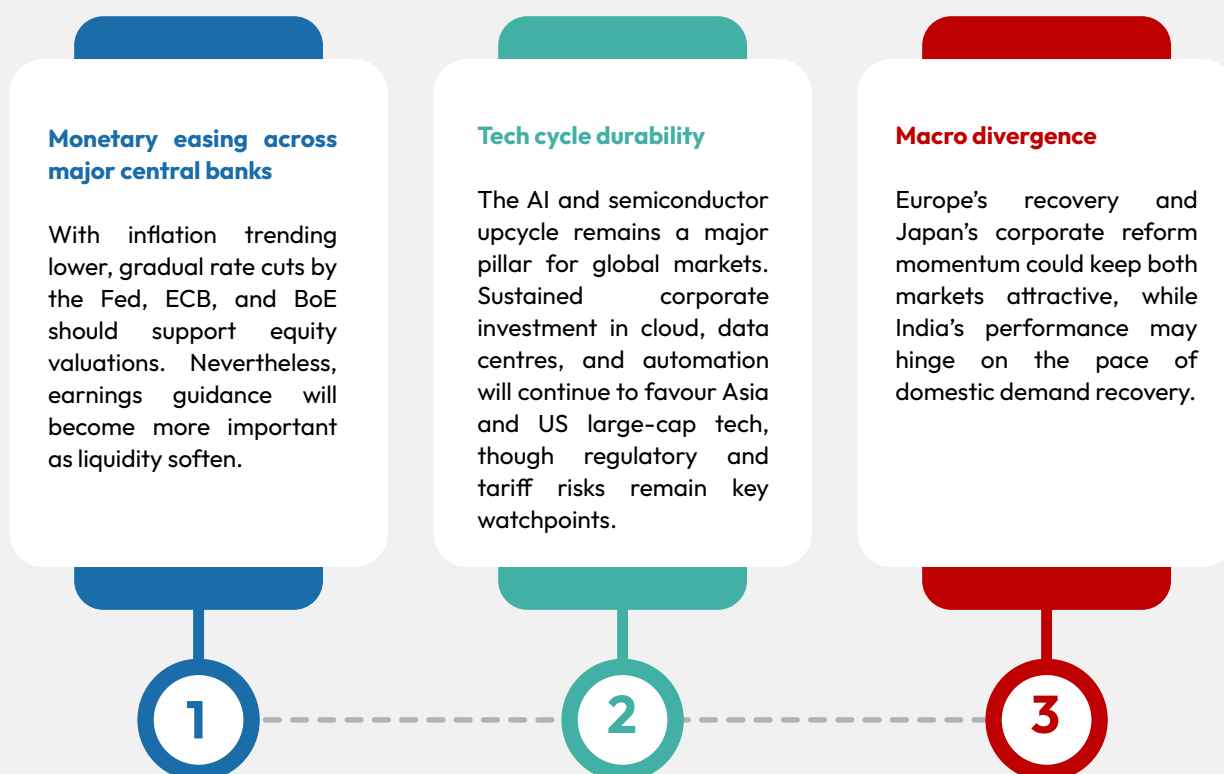 Monetary easing across
major central banks
With inflation trending
lower, gradual rate cuts by
the Fed, ECB, and BoE
should support equity
valuations. Nevertheless,
earnings guidance will
become more important
as liquidity soften.
1
Tech cycle durability
The AI and semiconductor
upcycle remains a major
pillar for global markets.
Sustained corporate
investment in cloud, data
centres, and automation
will continue to favour Asia
and US large-cap tech,
though regulatory and
tariff risks remain key
watchpoints.
2
Macro divergence
Europe’s recovery and
Japan’s corporate reform
momentum could keep both
markets attractive, while
India’s performance may
hinge on the pace of
domestic demand recovery.
3